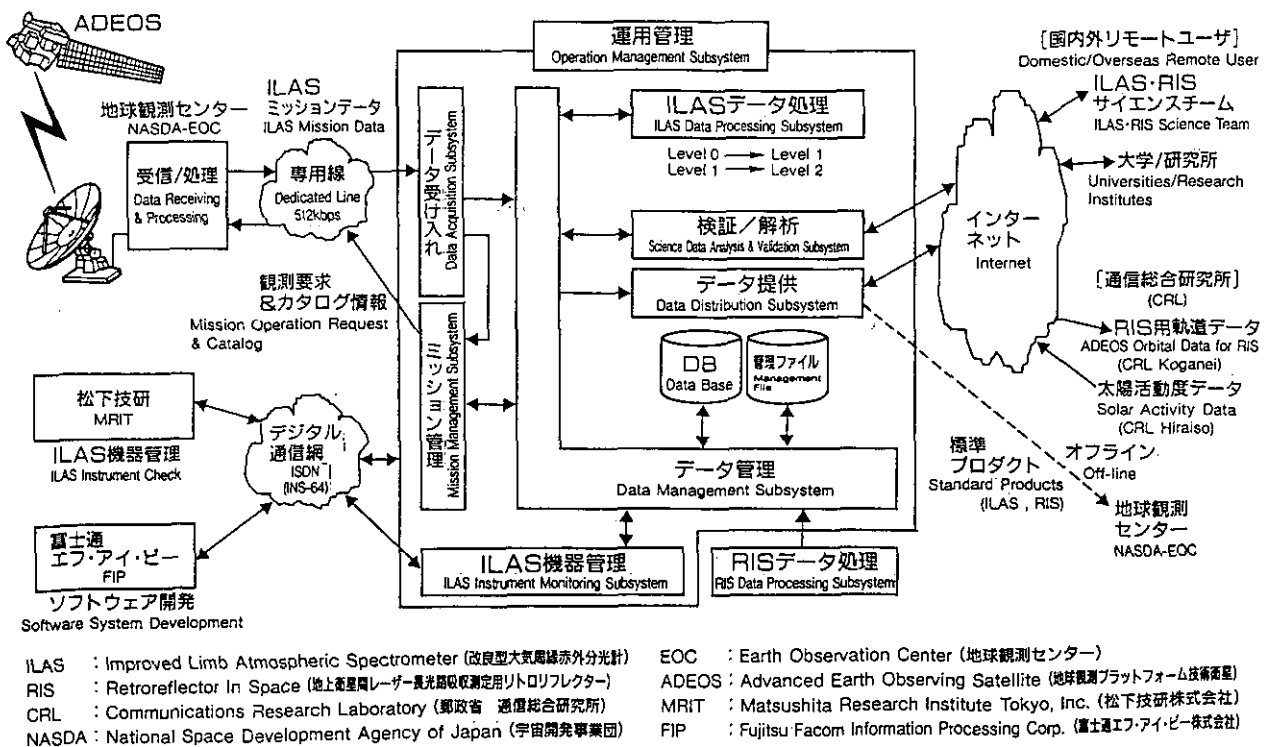 ADEOS
地球観測センター
NASDA-EOC
受信/処理
Data Receiving
& Processing
ILAS
ミッションデータ
ILAS Mission Data
専用線
Dedicated Line
512kbps
観測要求
&カタログ情報
Mission Operation Request
& Catalog
運用管理
Operation Management Subsystem
データ受け入れ
Data Acquisition Subsystem
ミッション管理
Mission Management Subsystem
ILASデータ処理
ILAS Data Processing Subsystem
Level 0 → Level 1
Level 1 → Level 2
検証/解析
Science Data Analysis & Validation Subsystem
データ提供
Data Distribution Subsystem
DB
Data Base
管理ファイル
Management
File
データ管理
Data Management Subsystem
ILAS機器管理
ILAS Instrument Monitoring Subsystem
RISデータ処理
RIS Data Processing Subsystem
松下技研
MRIT
ILAS機器管理
ILAS Instrument Check
デジタル
通信網
ISDN
(INS-64)
富士通
エフ・アイ・ピー
FIP
ソフトウェア開発
Software System Development
[国内外リモートユーザ]
Domestic/Overseas Remote User
ILAS・RIS
サイエンスチーム
ILAS・RIS Science Team
大学/研究所
Universities/Research
Institutes
インター
ネット
Internet
[通信総合研究所]
(CRL)
RIS用軌道データ
ADEOS Orbital Data for RIS
(CRL Koganei)
太陽活動度データ
Solar Activity Data
(CRL Hiraiso)
標準
プロダクト
Standard Products
(ILAS , RIS)
オフライン
Off-line
地球観測
センター
NASDA-EOC
ILAS : Improved Limb Atmospheric Spectrometer (改良型大気周縁赤外分光計)
RIS : Retroreflector In Space (地上衛星間レーザー長光路吸収測定用リトロリフレクター)
CRL : Communications Research Laboratory (郵政省 通信総合研究所)
NASDA : National Space Development Agency of Japan (宇宙開発事業団)
EOC : Earth Observation Center (地球観測センター)
ADEOS : Advanced Earth Observing Satellite (地球観測プラットフォーム技術衛星)
MRIT : Matsushita Research Institute Tokyo, Inc. (松下技研株式会社)
FIP : Fujitsu Facom Information Processing Corp. (富士通エフ・アイ・ピー株式会社)